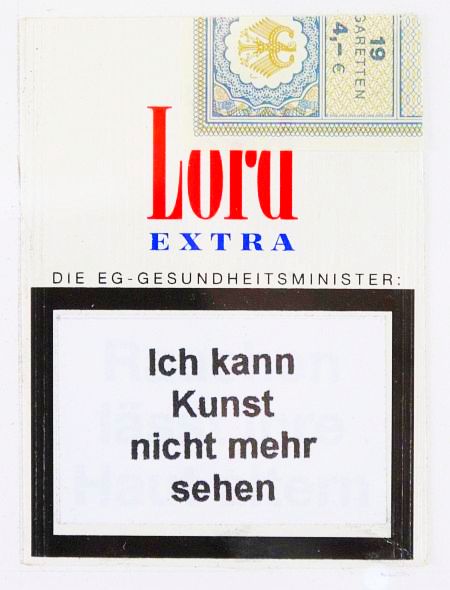 19
GARETTEN
4,- €
Loru
EXTRA
DIE EG-GESUNDHEITSMINISTER:
Ich kann
Kunst
nicht mehr
sehen